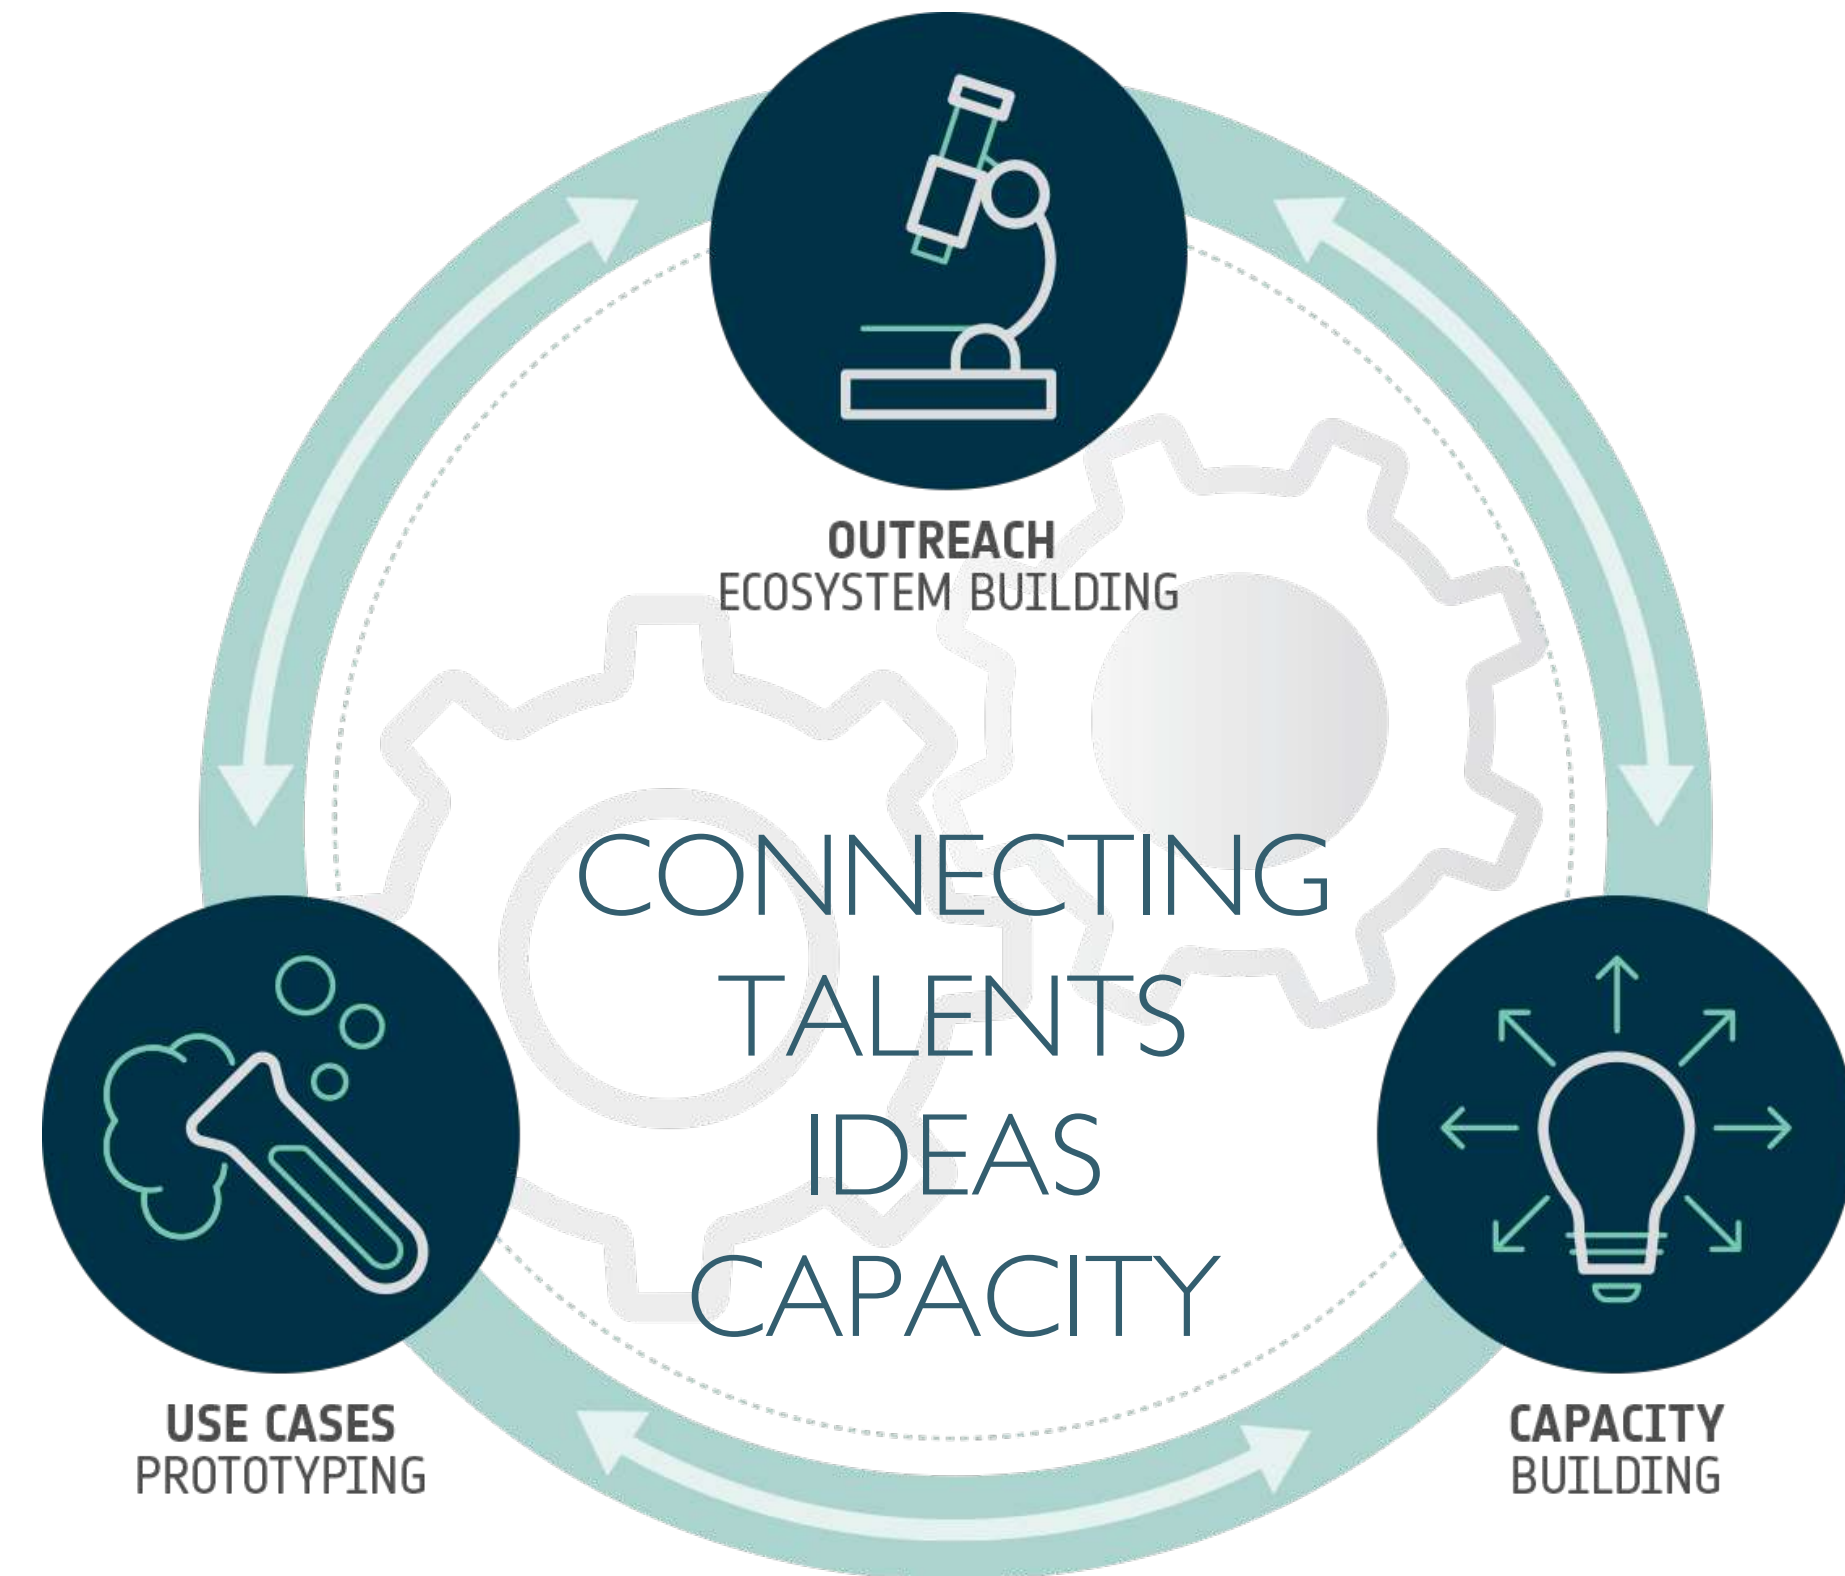 OUTREACH
ECOSYSTEM BUILDING
CONNECTING
TALENTS
IDEAS
CAPACITY
USE CASES
PROTOTYPING
CAPACITY
BUILDING